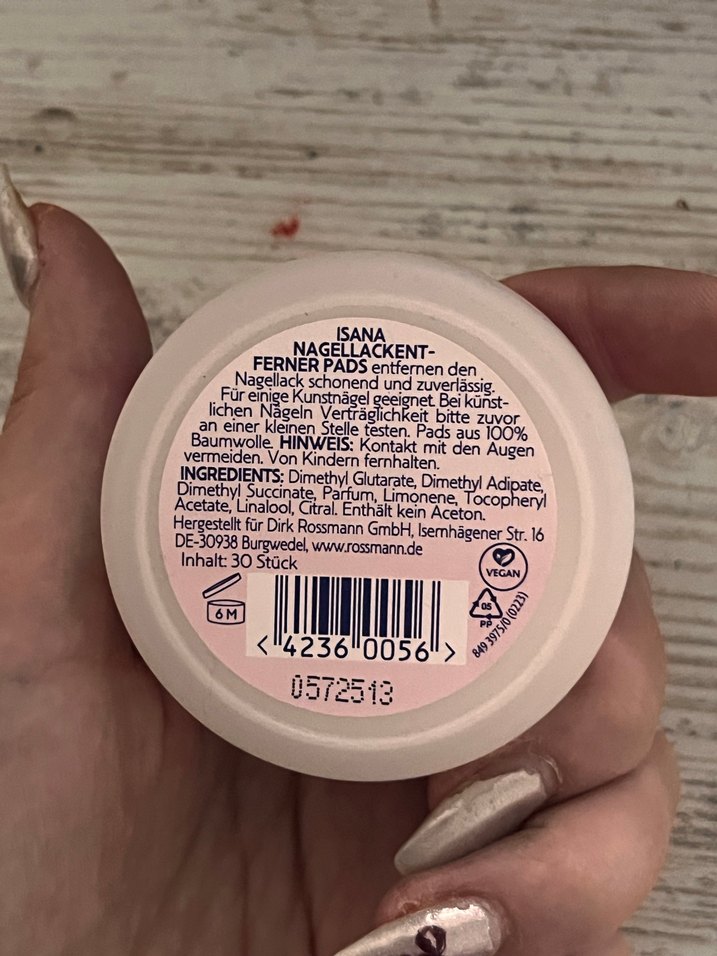 ISANA
NAGELLACKENT-
FERNER PADS entfernen den
Nagellack schonend und zuverlässig.
Für einige Kunstnägel geeignet. Bei künst-
lichen Nägeln Verträglichkeit bitte zuvor
an einer kleinen Stelle testen. Pads aus 100%
Baumwolle. HINWEIS: Kontakt mit den Augen
vermeiden. Von Kindern fernhalten.
INGREDIENTS: Dimethyl Glutarate, Dimethyl Adipate,
Dimethyl Succinate, Parfum, Limonene, Tocopheryl
Acetate, Linalool, Citral. Enthält kein Aceton.
Hergestellt für Dirk Rossmann GmbH, Isernhägener Str. 16
DE-30938 Burgwedel, www.rossmann.de
Inhalt: 30 Stück
VEGAN
6 M
05
PP
849 3975/0 (0223)
< 4236 0056 >
0572513